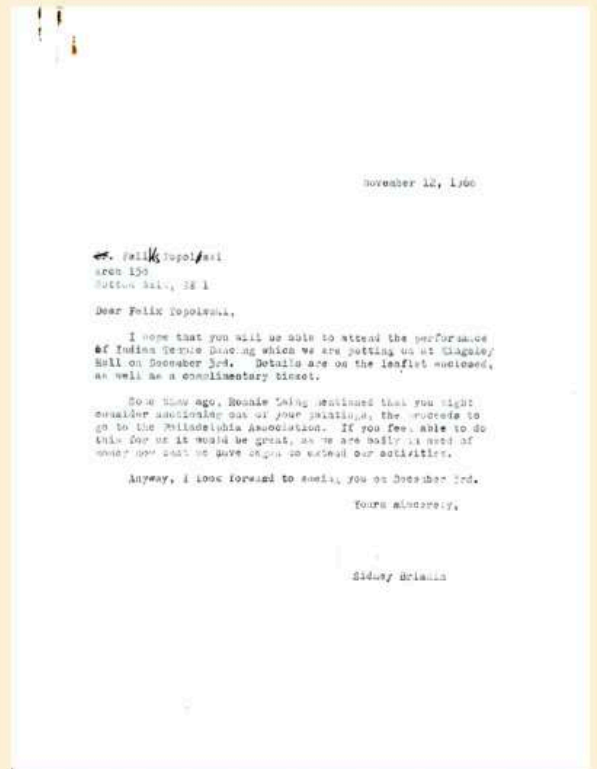 November 12, 1966
Felix Topolski
Arch 158
Hutton Walk, SE 1
Dear Felix Topolski,
I hope that you will be able to attend the performance
of Indian Temple Dancing which we are putting on at Kingsley
Hall on December 3rd. Details are on the leaflet enclosed,
as well as a complimentary ticket.
Some time ago, Ronnie Laing mentioned that you might
consider auctioning one of your paintings, the proceeds to
go to the Philadelphia Association. If you feel able to do
this for us it would be great, as we are badly in need of
money now that we have begun to extend our activities.
Anyway, I look forward to seeing you on December 3rd.
Yours sincerely,
Sidney Briskin